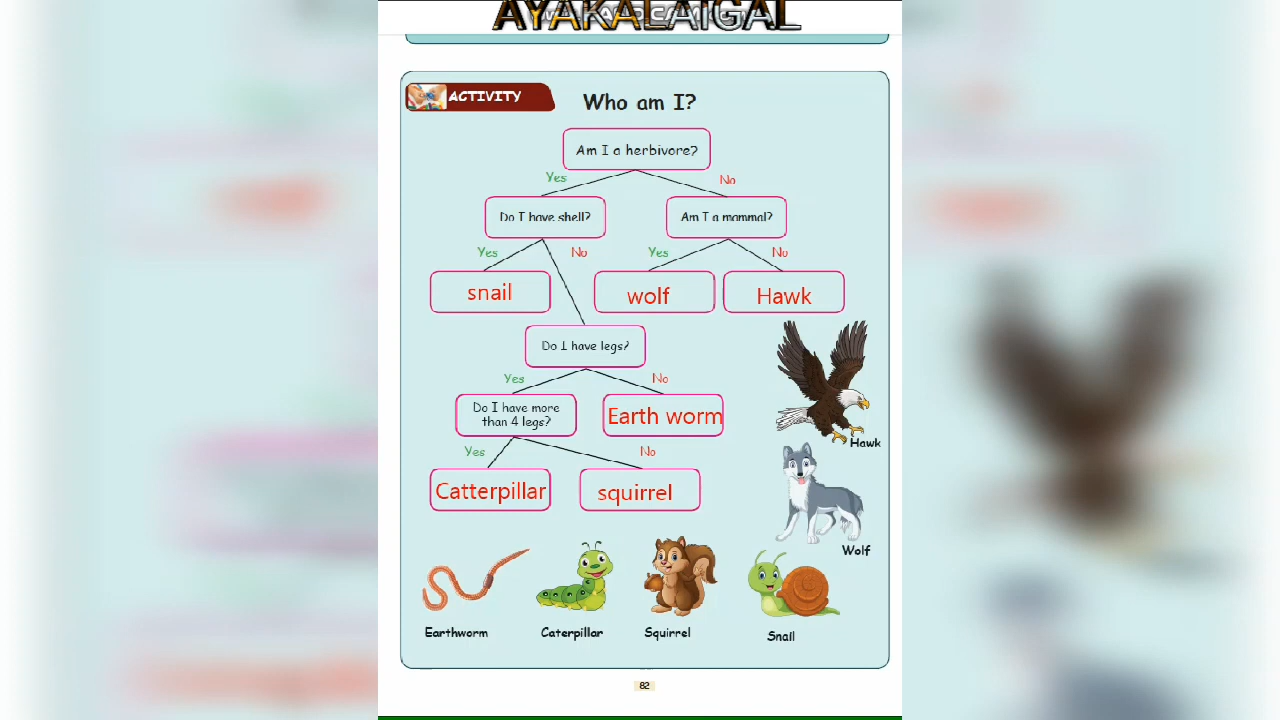 AYAKALAIGAL
ACTIVITY
Who am I?
Am I a herbivore?
Yes
No
Do I have shell?
Am I a mammal?
Yes
No
Yes
No
snail
wolf
Hawk
Do I have legs?
Yes
No
Do I have more
than 4 legs?
Earth worm
Hawk
Yes
No
Catterpillar
squirrel
Wolf
Earthworm
Caterpillar
Squirrel
Snail
82